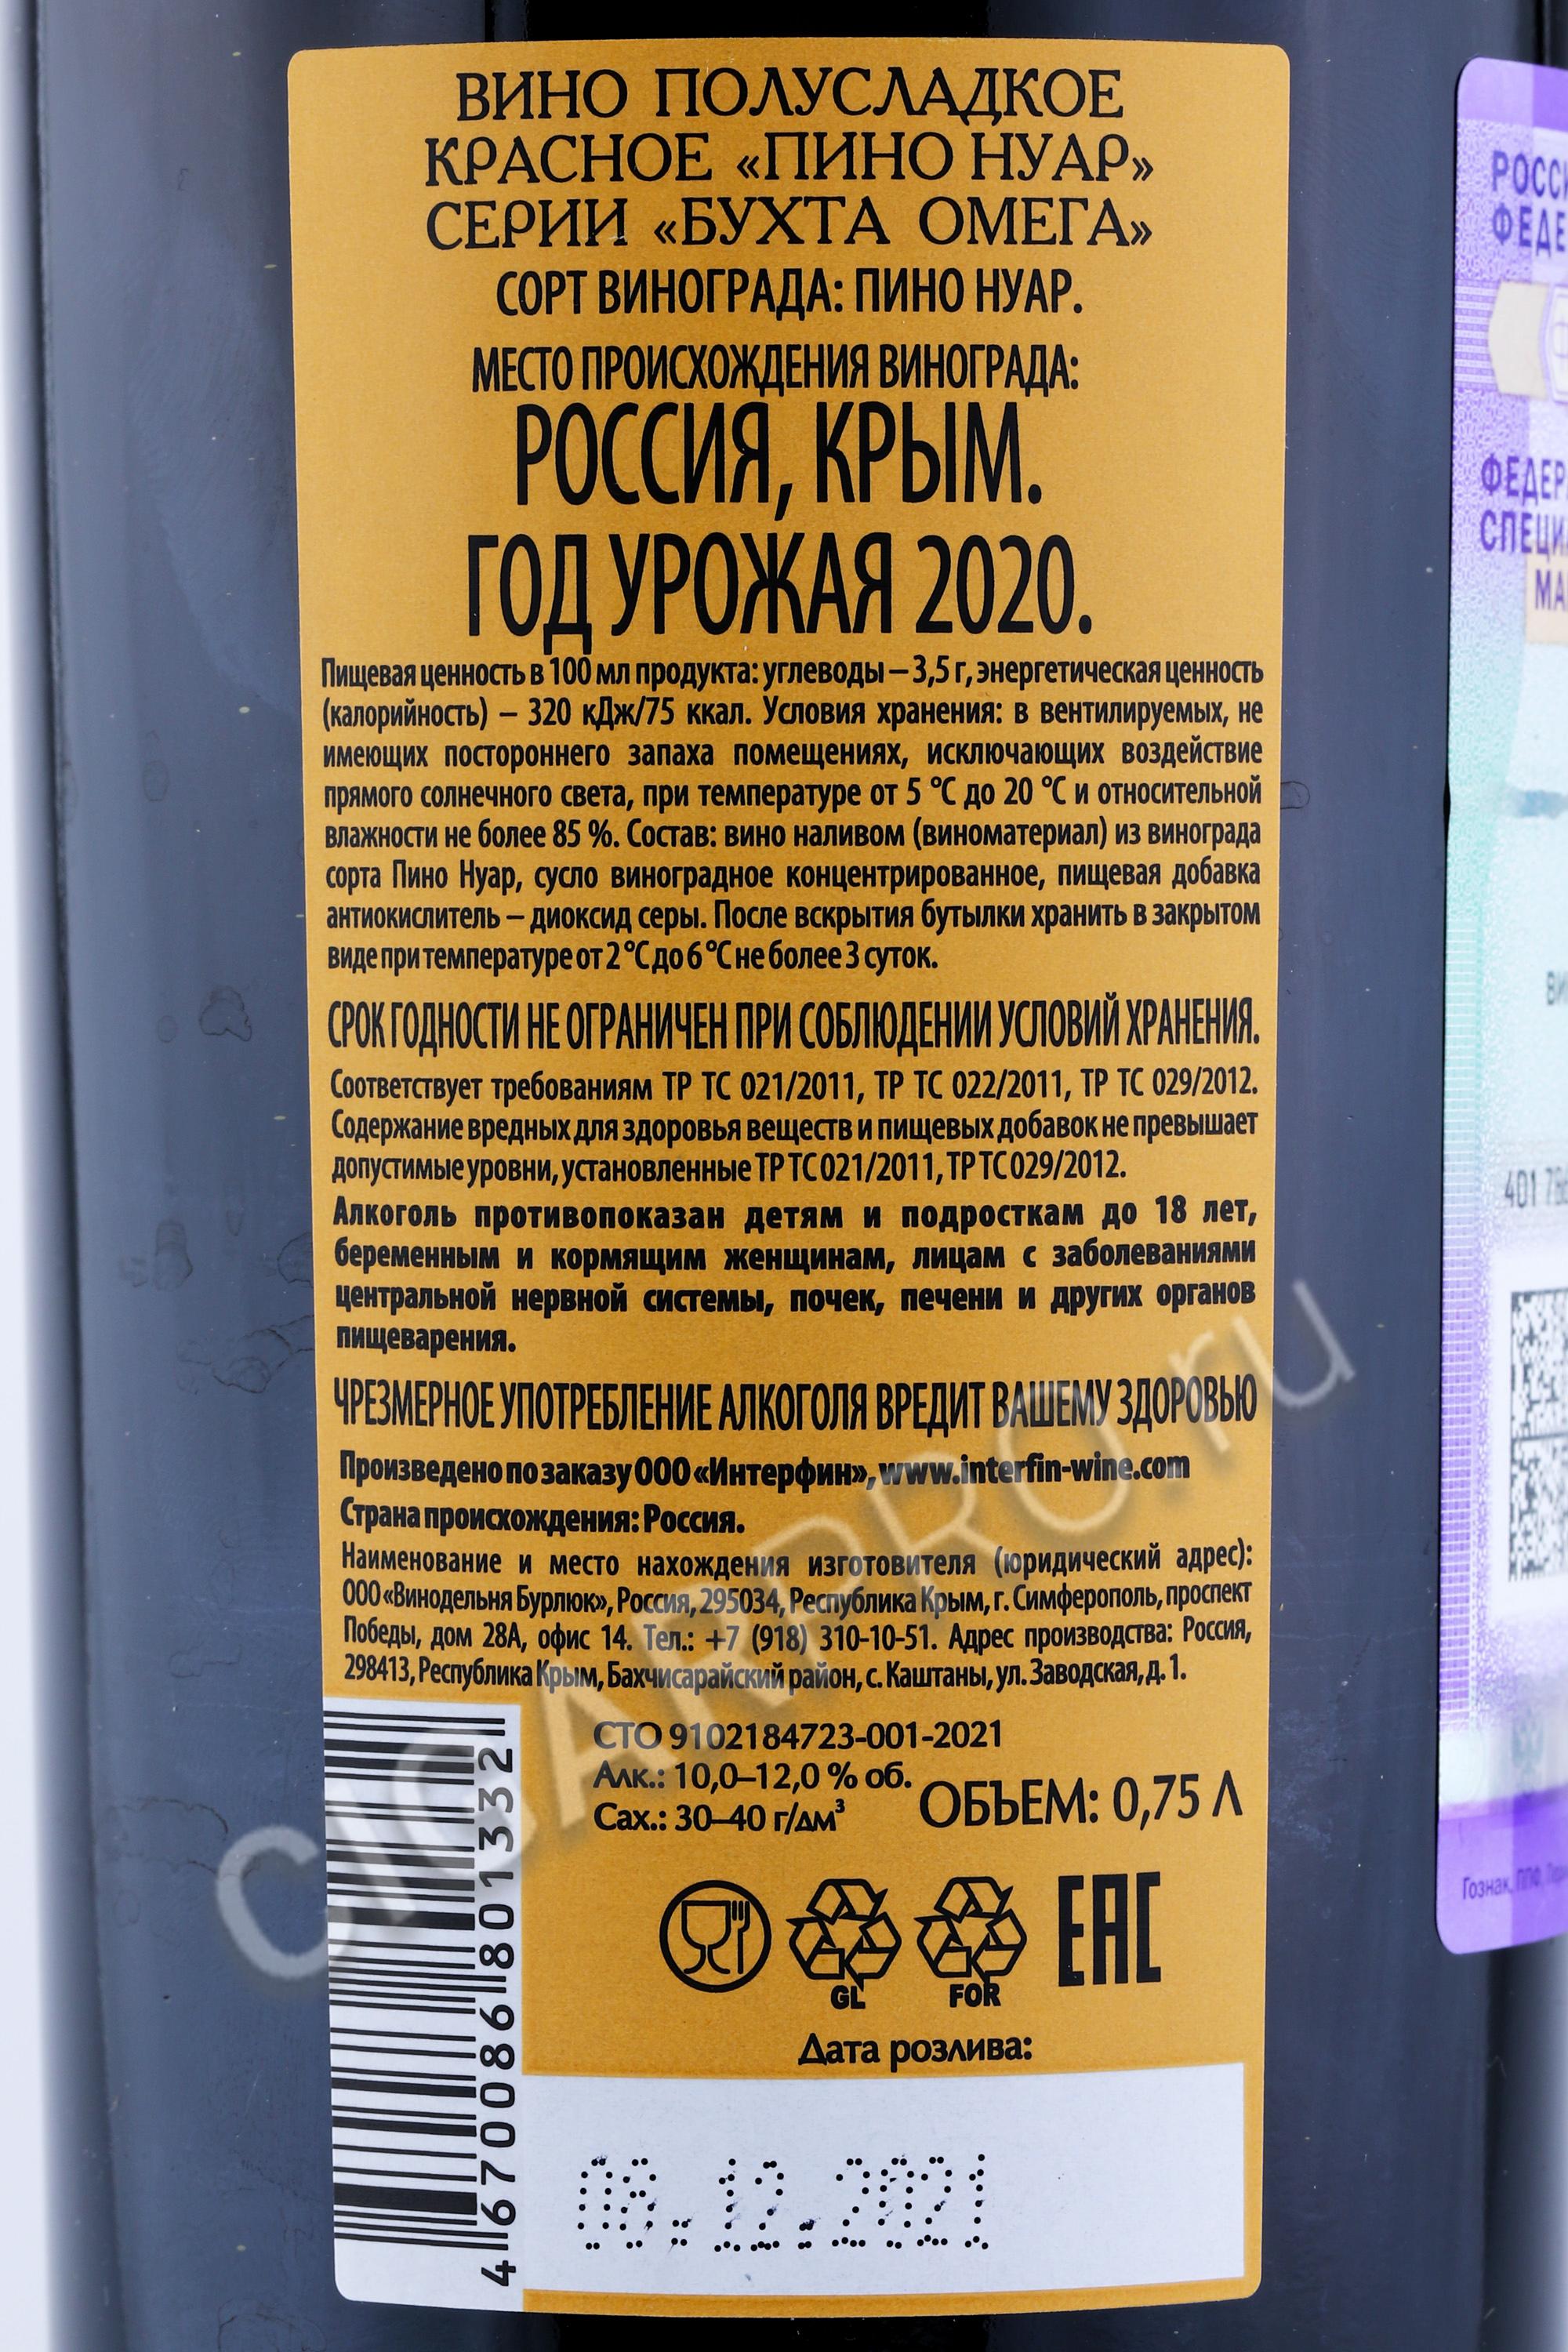 ВИНО ПОЛУСЛАДКОЕ
КРАСНОЕ «ПИНО НУАР»
СЕРИИ «БУХТА ОМЕГА»
СОРТ ВИНОГРАДА: ПИНО НУАР.
МЕСТО ПРОИСХОЖДЕНИЯ ВИНОГРАДА:
РОССИЯ, КРЫМ.
ГОД УРОЖАЯ 2020.
Пищевая ценность в 100 мл продукта: углеводы – 3,5 г, энергетическая ценность
(калорийность) – 320 кДж/75 ккал. Условия хранения: в вентилируемых, не
имеющих постороннего запаха помещениях, исключающих воздействие
прямого солнечного света, при температуре от 5 °С до 20 °С и относительной
влажности не более 85 %. Состав: вино наливом (виноматериал) из винограда
сорта Пино Нуар, сусло виноградное концентрированное, пищевая добавка
антиокислитель – диоксид серы. После вскрытия бутылки хранить в закрытом
виде при температуре от 2 °С до 6 °С не более 3 суток.
СРОК ГОДНОСТИ НЕ ОГРАНИЧЕН ПРИ СОБЛЮДЕНИИ УСЛОВИЙ ХРАНЕНИЯ.
Соответствует требованиям ТР ТС 021/2011, ТР ТС 022/2011, ТР ТС 029/2012.
Содержание вредных для здоровья веществ и пищевых добавок не превышает
допустимые уровни, установленные ТР ТС 021/2011, ТР ТС 029/2012.
Алкоголь противопоказан детям и подросткам до 18 лет,
беременным и кормящим женщинам, лицам с заболеваниями
центральной нервной системы, почек, печени и других органов
пищеварения.
ЧРЕЗМЕРНОЕ УПОТРЕБЛЕНИЕ АЛКОГОЛЯ ВРЕДИТ ВАШЕМУ ЗДОРОВЬЮ
Произведено по заказу ООО «Интерфин», www.interfin-wine.com
Страна происхождения: Россия.
Наименование и место нахождения изготовителя (юридический адрес):
ООО «Винодельня Бурлюк», Россия, 295034, Республика Крым, г. Симферополь, проспект
Победы, дом 28А, офис 14. Тел.: +7 (918) 310-10-51. Адрес производства: Россия,
298413, Республика Крым, Бахчисарайский район, с. Каштаны, ул. Заводская, д. 1.
СТО 9102184723-001-2021
Алк.: 10,0–12,0 % об.
Сах.: 30–40 г/дм³
ОБЪЕМ: 0,75 Л
GL
FOR
EAC
Дата розлива:
08.12.2021
4670086801332
CIGARPRO.ru
Гознак
401